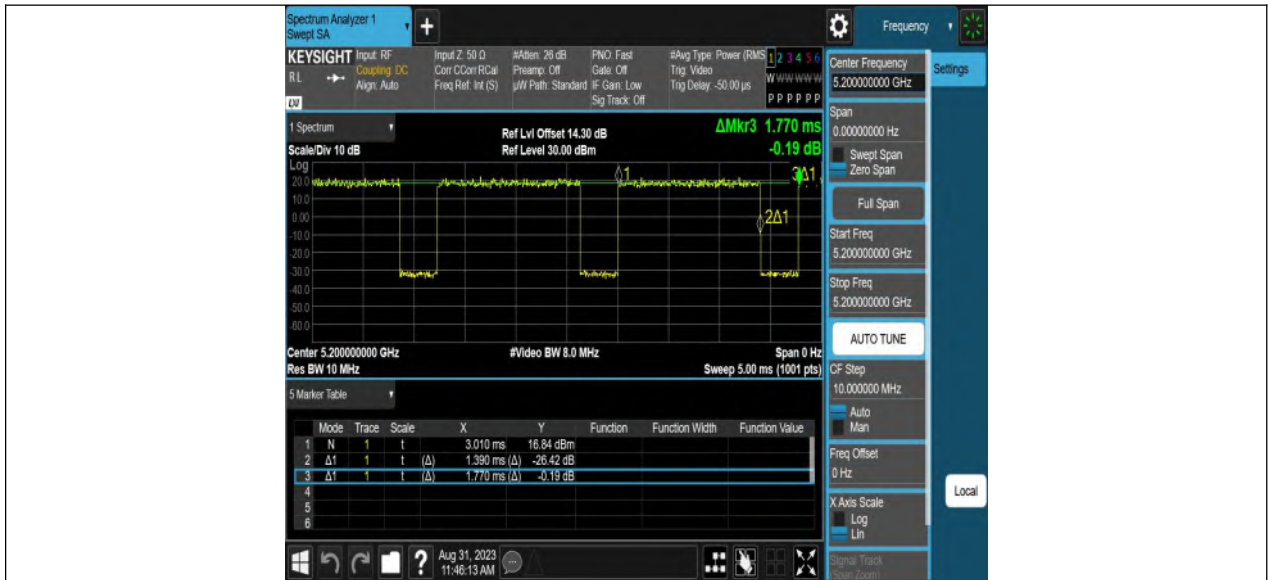 Spectrum Analyzer 1
Swept SA
+
Frequency
KEYSIGHT Input: RF Input Z: 50 Ω #Atten: 26 dB PNO: Fast #Avg Type: Power (RMS 1 2 3 4 5 6
RL Coupling: DC Corr CCorr RCal Preamp: Off Gate: Off Trig: Video
Align: Auto Freq Ref: Int (S) µW Path: Standard IF Gain: Low Trig Delay: -50.00 µs W W W W W W
Sig Track: Off P P P P P P
LXI
Center Frequency
5.200000000 GHz
Settings
Span
0.00000000 Hz
Swept Span
Zero Span
Full Span
Start Freq
5.200000000 GHz
Stop Freq
5.200000000 GHz
AUTO TUNE
CF Step
10.000000 MHz
Auto
Man
Freq Offset
0 Hz
X Axis Scale
Log
Lin
Signal Track
(Span Zoom)
Local
1 Spectrum
Ref Lvl Offset 14.30 dB
ΔMkr3 1.770 ms
Scale/Div 10 dB
Ref Level 30.00 dBm
-0.19 dB
Log
20.0
10.0
0.00
-10.0
-20.0
-30.0
-40.0
-50.0
-60.0
1
3Δ1
2Δ1
Center 5.200000000 GHz #Video BW 8.0 MHz Span 0 Hz
Res BW 10 MHz Sweep 5.00 ms (1001 pts)
5 Marker Table
Mode Trace Scale X Y Function Function Width Function Value
1 N 1 t 3.010 ms 16.84 dBm
2 Δ1 1 t (Δ) 1.390 ms (Δ) -26.42 dB
3 Δ1 1 t (Δ) 1.770 ms (Δ) -0.19 dB
4
5
6
?
Aug 31, 2023
11:46:13 AM